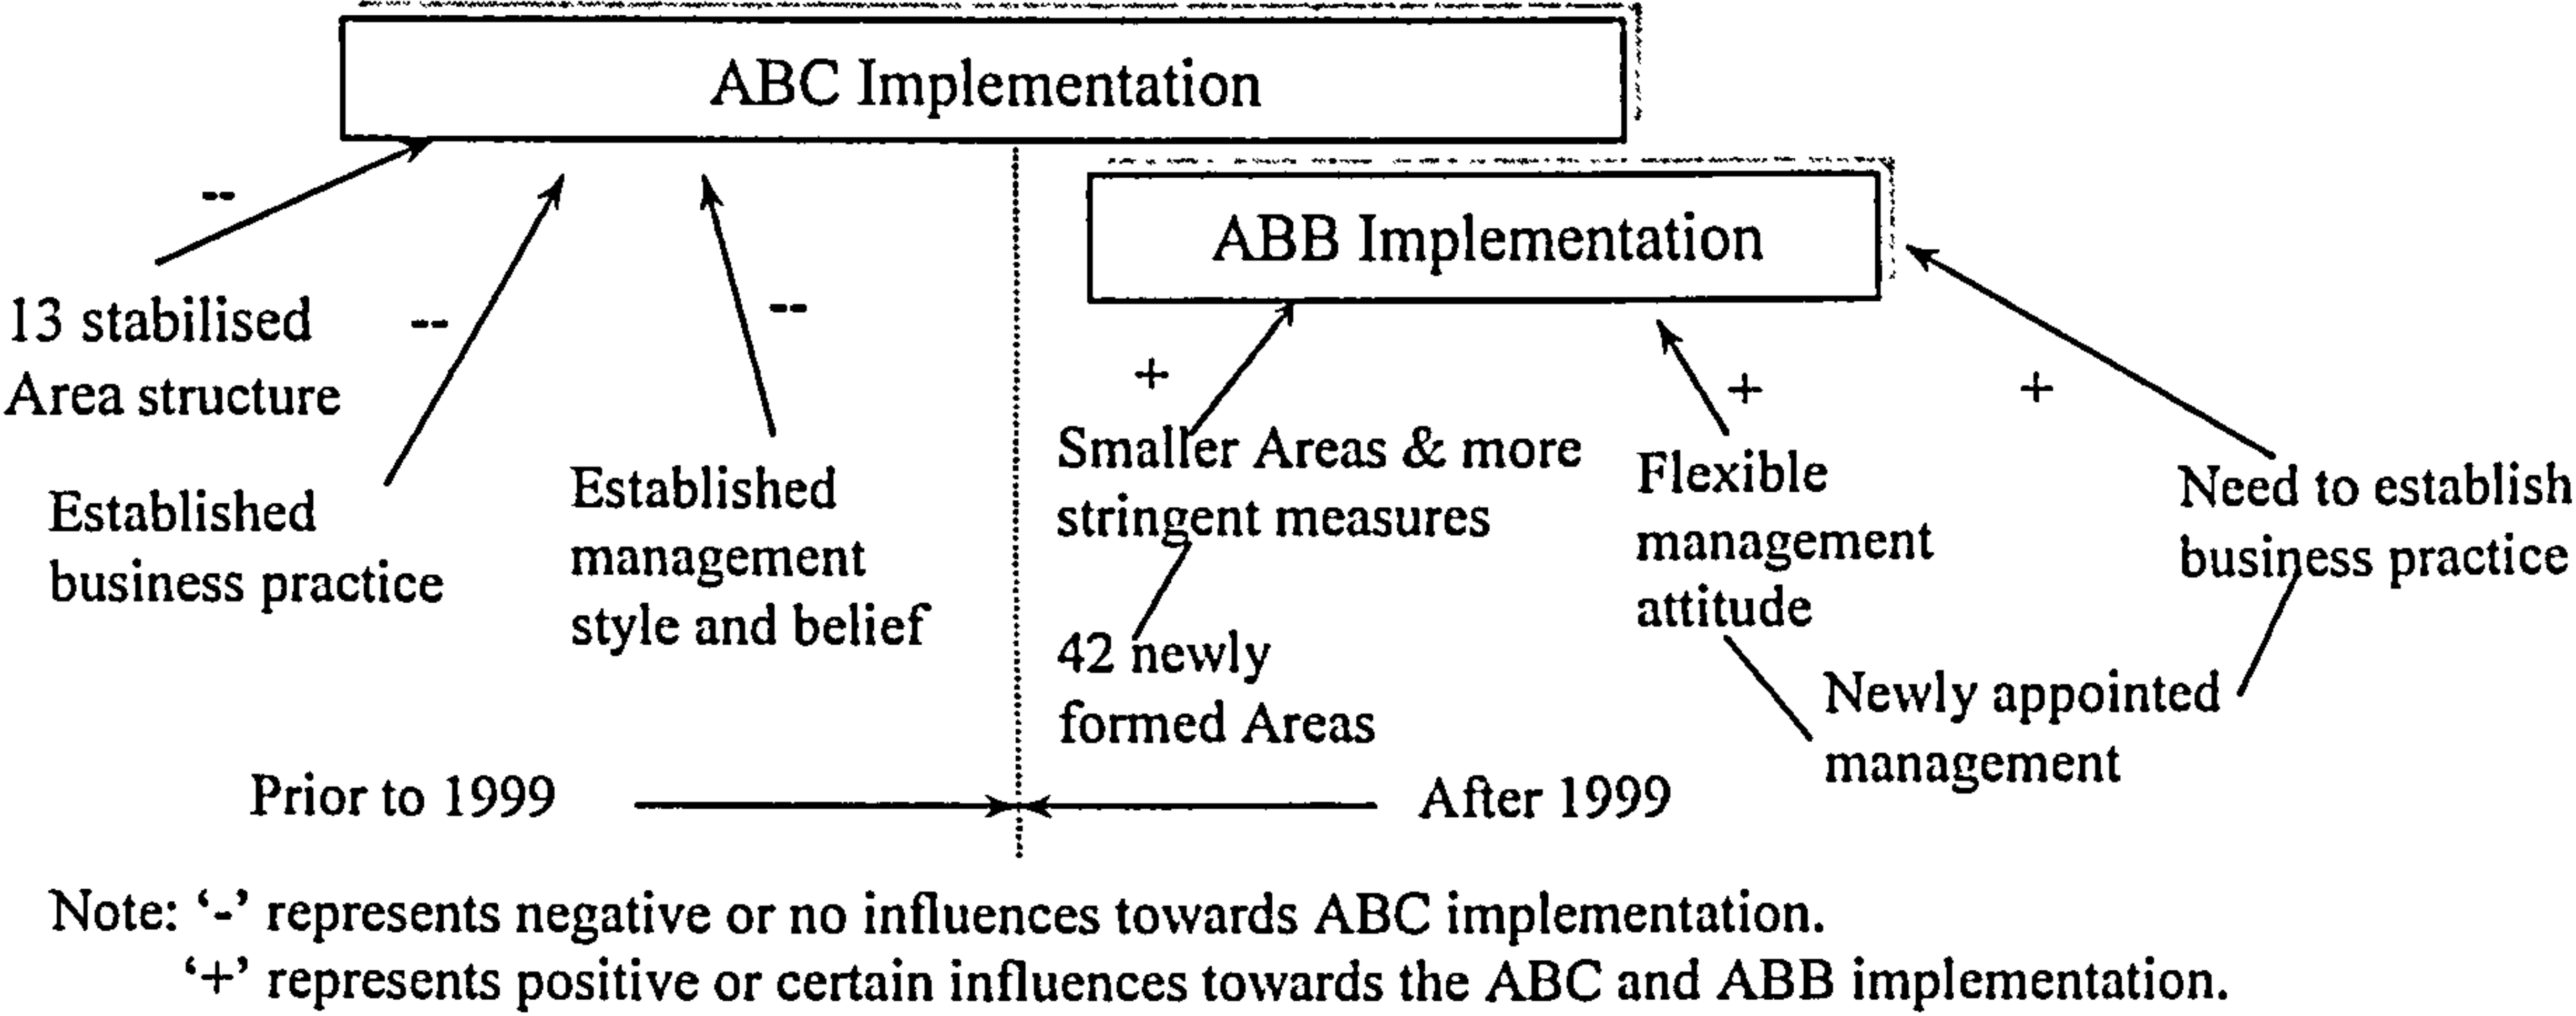 ABC Implementation
ABB Implementation
--
--
--
13 stabilised
Area structure
Established
business practice
Established
management
style and belief
+
+
+
Smaller Areas & more
stringent measures
42 newly
formed Areas
Flexible
management
attitude
Need to establish
business practice
Newly appointed
management
Prior to 1999
After 1999
Note: ‘-’ represents negative or no influences towards ABC implementation.
‘+’ represents positive or certain influences towards the ABC and ABB implementation.